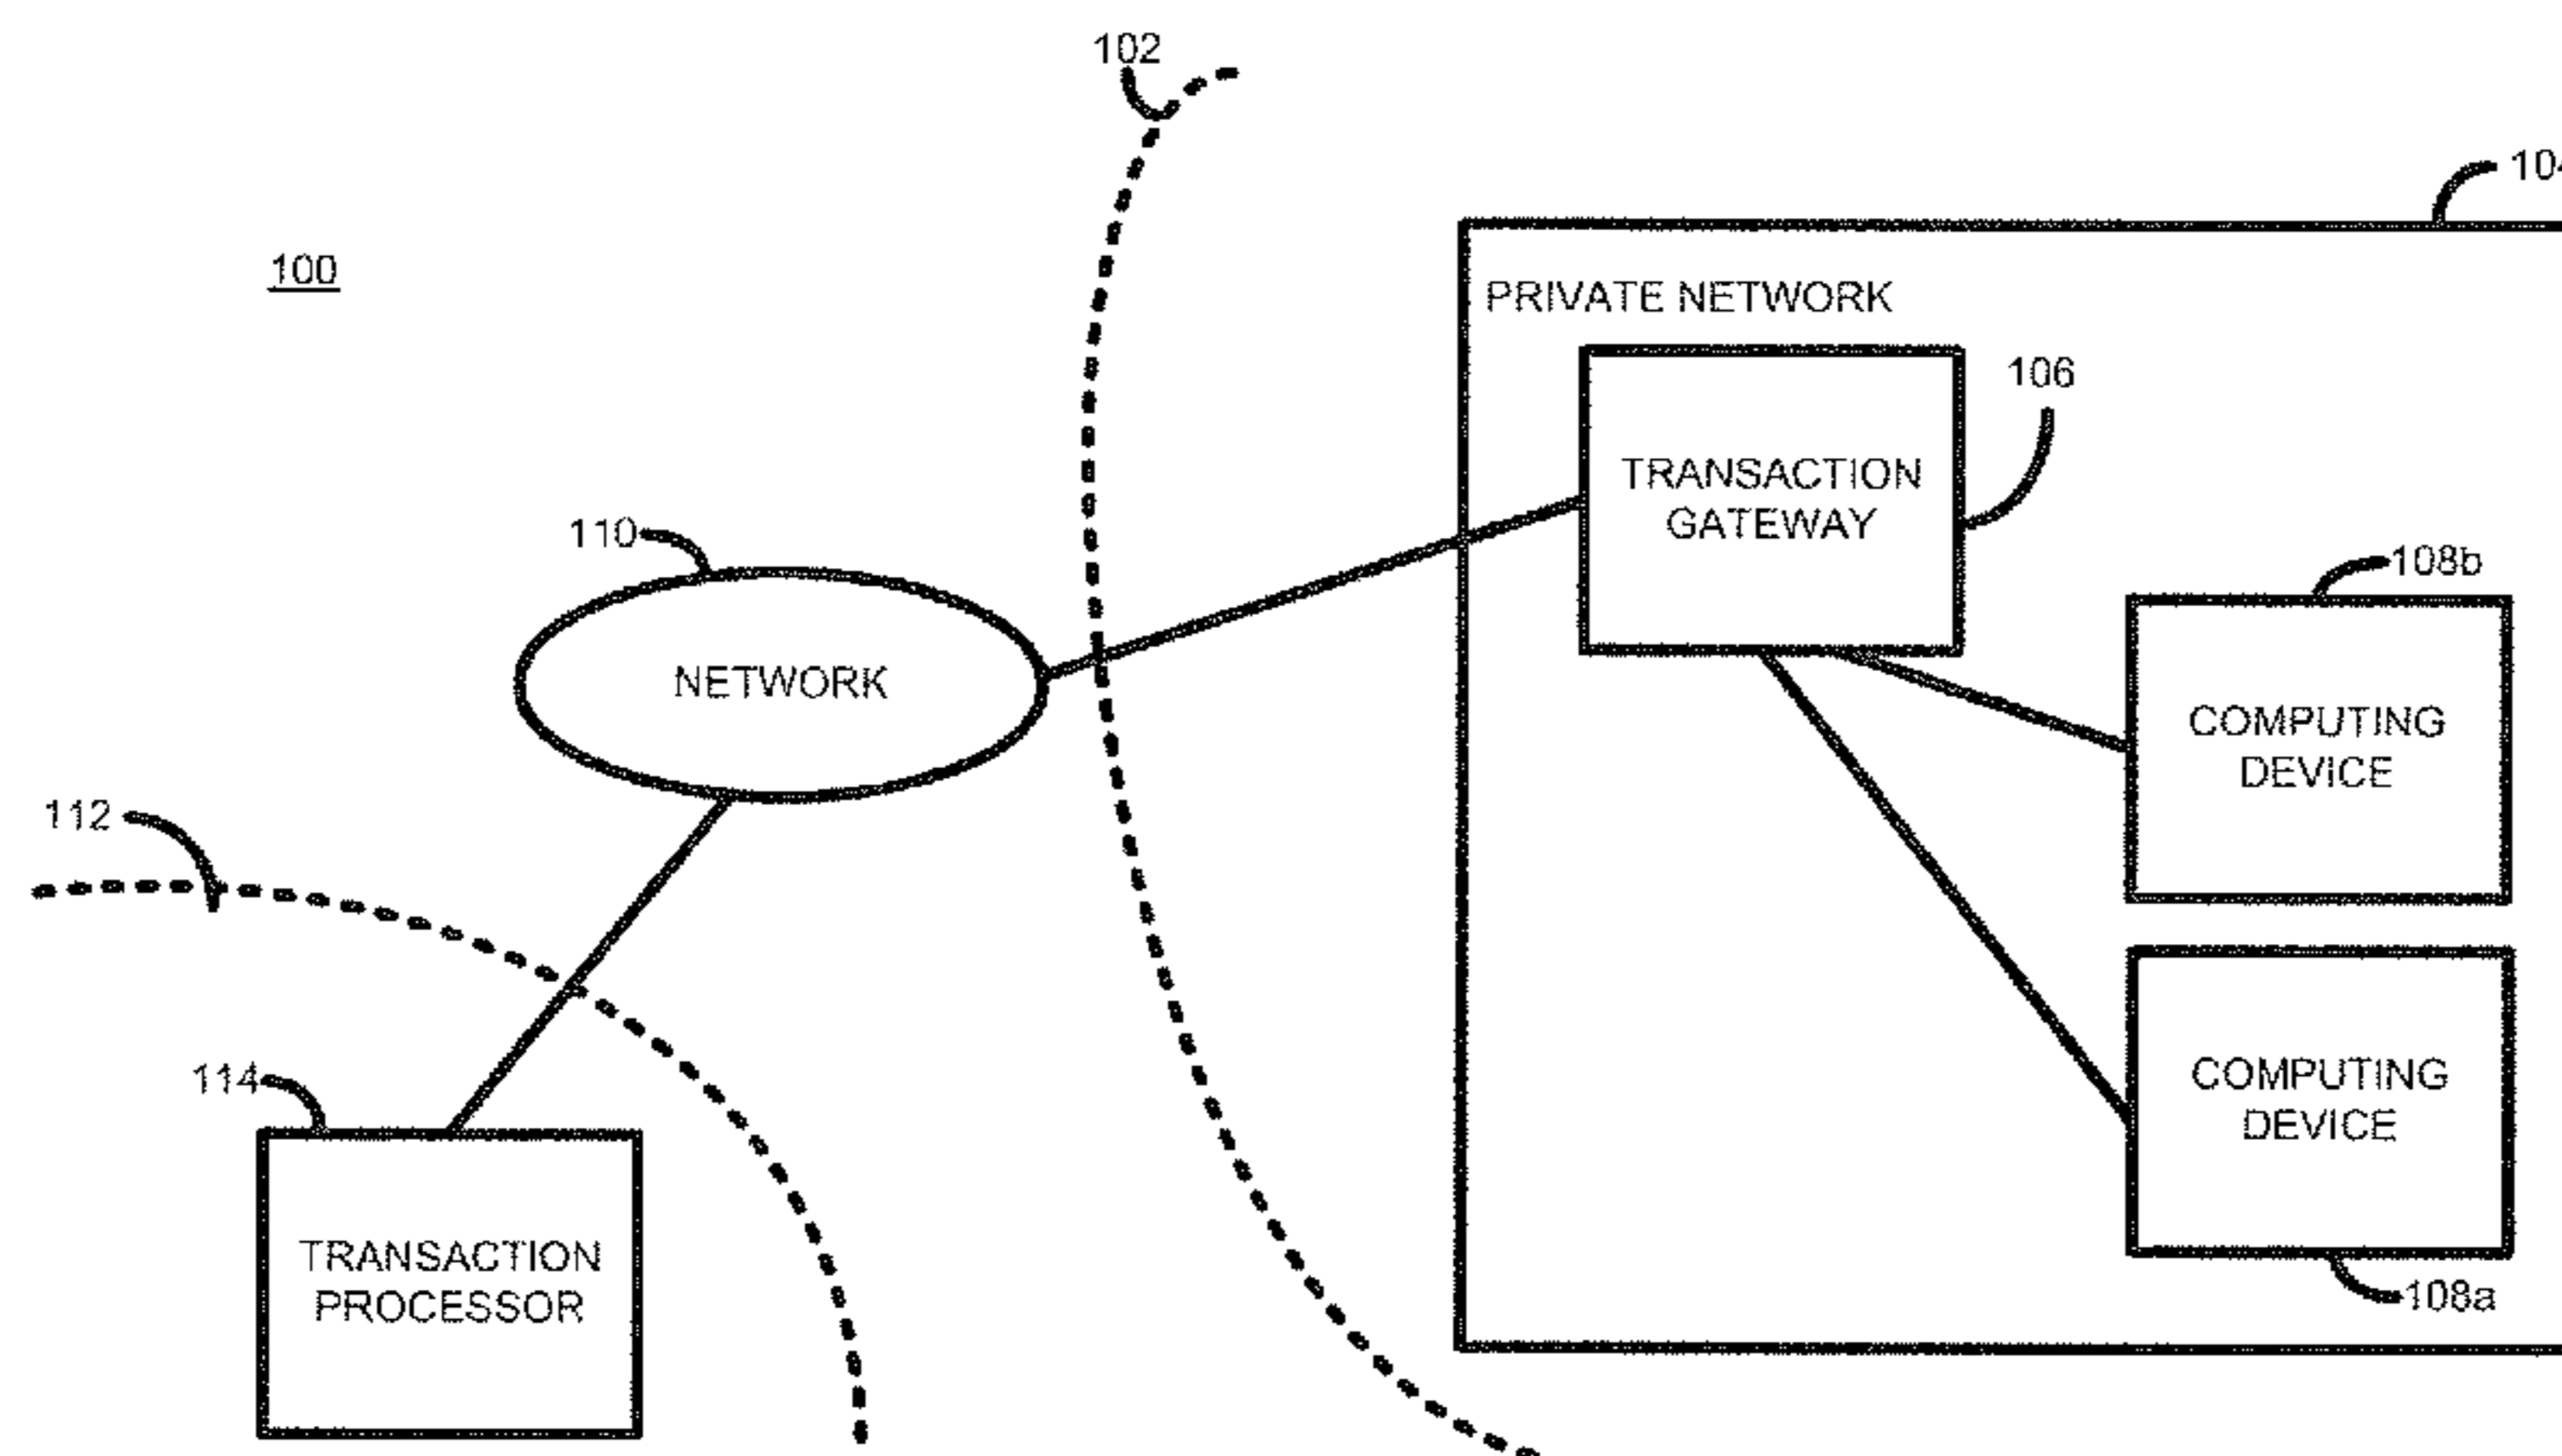 102
104
100
PRIVATE NETWORK
106
TRANSACTION
GATEWAY
110
108b
NETWORK
COMPUTING
DEVICE
112
114
COMPUTING
DEVICE
TRANSACTION
PROCESSOR
108a